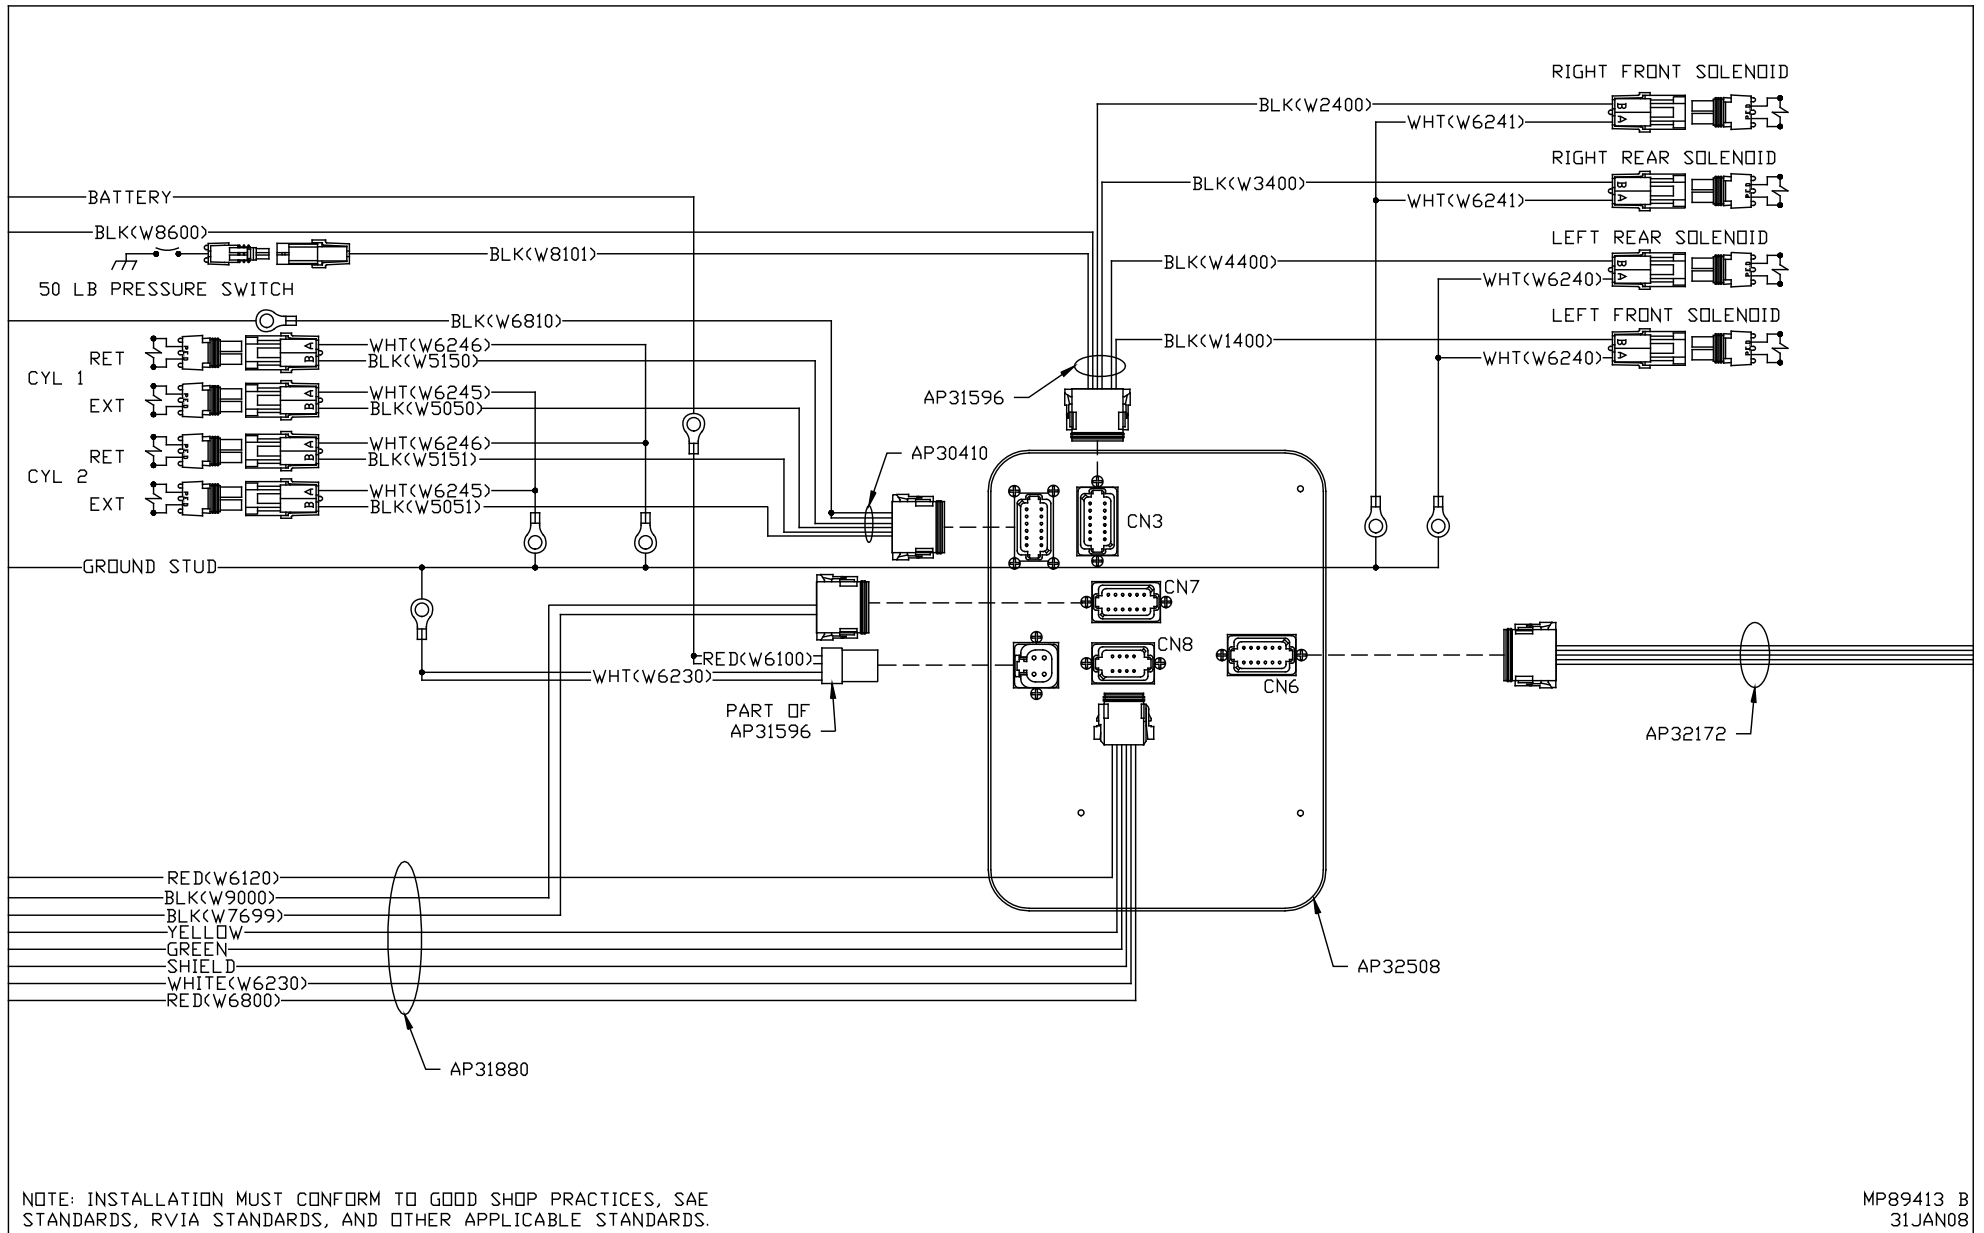 RIGHT FRONT SOLENOID
BLK(W2400)
WHT(W6241)
B
A
RIGHT REAR SOLENOID
BLK(W3400)
WHT(W6241)
B
A
BATTERY
BLK(W8600)
BLK(W8101)
50 LB PRESSURE SWITCH
LEFT REAR SOLENOID
BLK(W4400)
WHT(W6240)
B
A
LEFT FRONT SOLENOID
BLK(W1400)
WHT(W6240)
B
A
BLK(W6810)
CYL 1
RET
A
B
WHT(W6246)
BLK(W5150)
EXT
A
B
WHT(W6245)
BLK(W5050)
CYL 2
RET
A
B
WHT(W6246)
BLK(W5151)
EXT
A
B
WHT(W6245)
BLK(W5051)
AP31596
AP30410
CN3
GROUND STUD
CN7
CN8
CN6
RED(W6100)
WHT(W6230)
PART OF
AP31596
AP32172
RED(W6120)
BLK(W9000)
BLK(W7699)
YELLOW
GREEN
SHIELD
WHITE(W6230)
RED(W6800)
AP32508
AP31880
NOTE: INSTALLATION MUST CONFORM TO GOOD SHOP PRACTICES, SAE
STANDARDS, RVIA STANDARDS, AND OTHER APPLICABLE STANDARDS.
MP89413 B
31JAN08